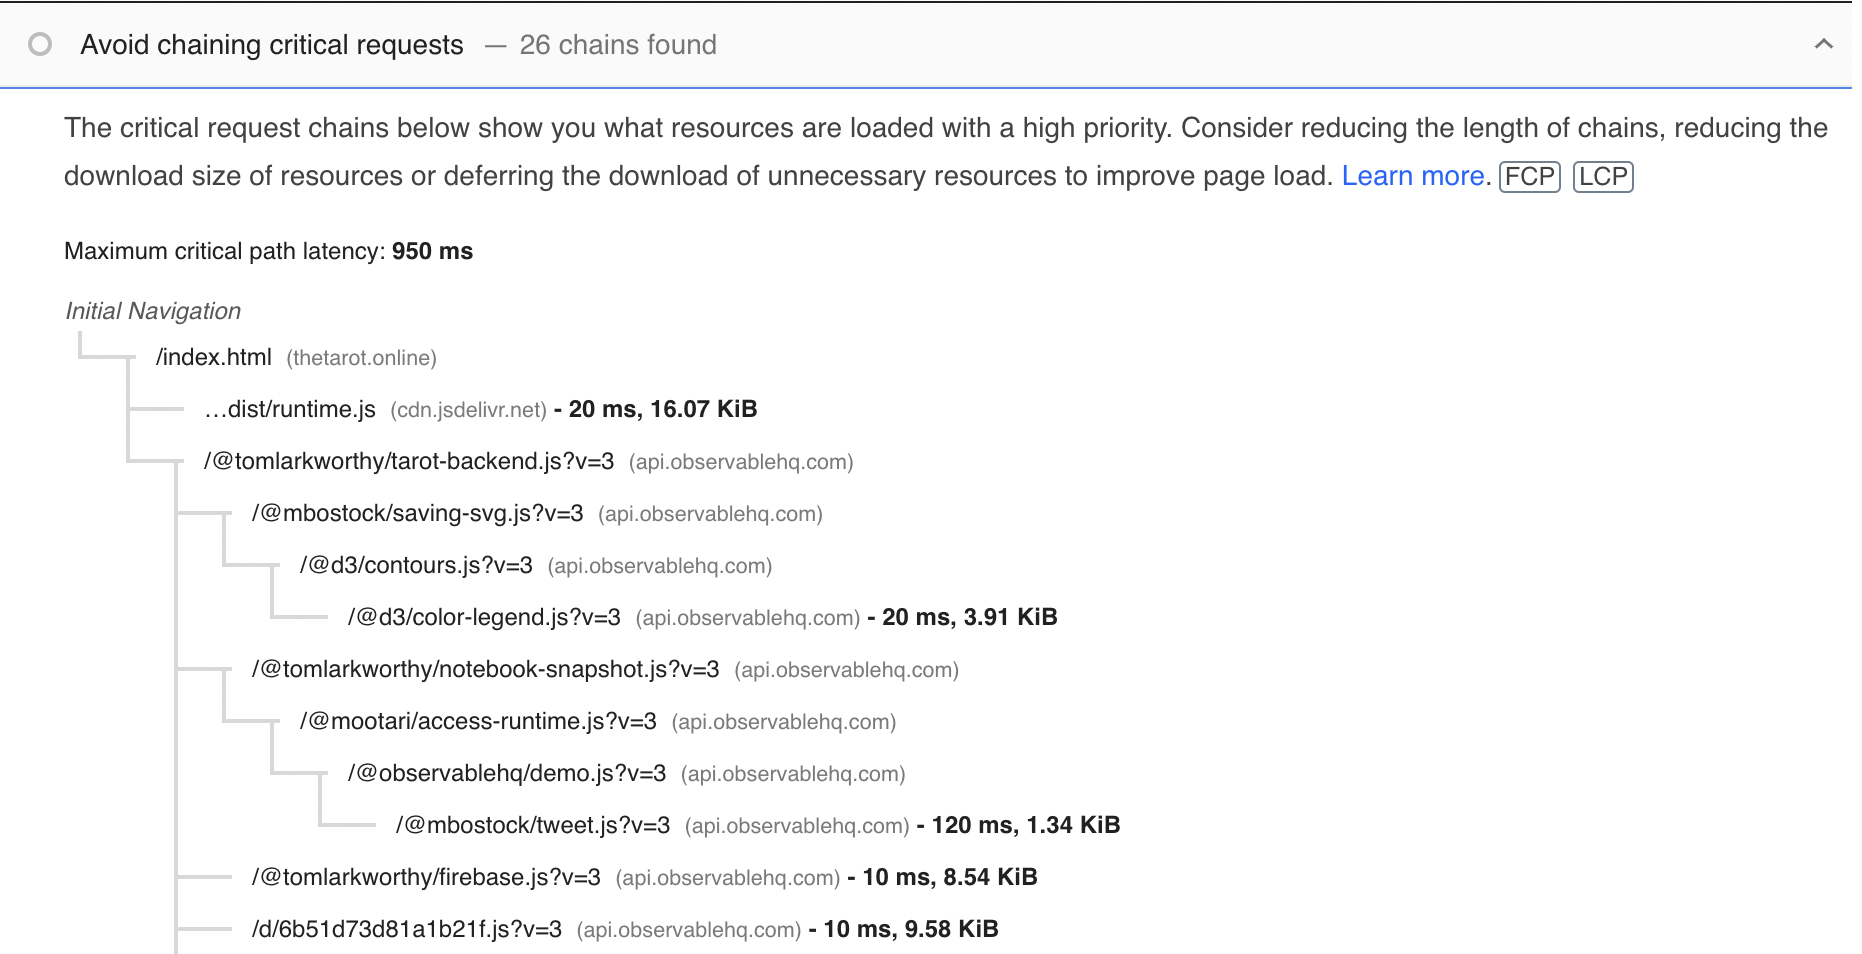 Avoid chaining critical requests — 26 chains found
The critical request chains below show you what resources are loaded with a high priority. Consider reducing the length of chains, reducing the
download size of resources or deferring the download of unnecessary resources to improve page load. Learn more. FCP LCP
Maximum critical path latency: 950 ms
Initial Navigation
/index.html (thetarot.online)
…dist/runtime.js (cdn.jsdelivr.net) - 20 ms, 16.07 KiB
/@tomlarkworthy/tarot-backend.js?v=3 (api.observablehq.com)
/@mbostock/saving-svg.js?v=3 (api.observablehq.com)
/@d3/contours.js?v=3 (api.observablehq.com)
/@d3/color-legend.js?v=3 (api.observablehq.com) - 20 ms, 3.91 KiB
/@tomlarkworthy/notebook-snapshot.js?v=3 (api.observablehq.com)
/@mootari/access-runtime.js?v=3 (api.observablehq.com)
/@observablehq/demo.js?v=3 (api.observablehq.com)
/@mbostock/tweet.js?v=3 (api.observablehq.com) - 120 ms, 1.34 KiB
/@tomlarkworthy/firebase.js?v=3 (api.observablehq.com) - 10 ms, 8.54 KiB
/d/6b51d73d81a1b21f.js?v=3 (api.observablehq.com) - 10 ms, 9.58 KiB